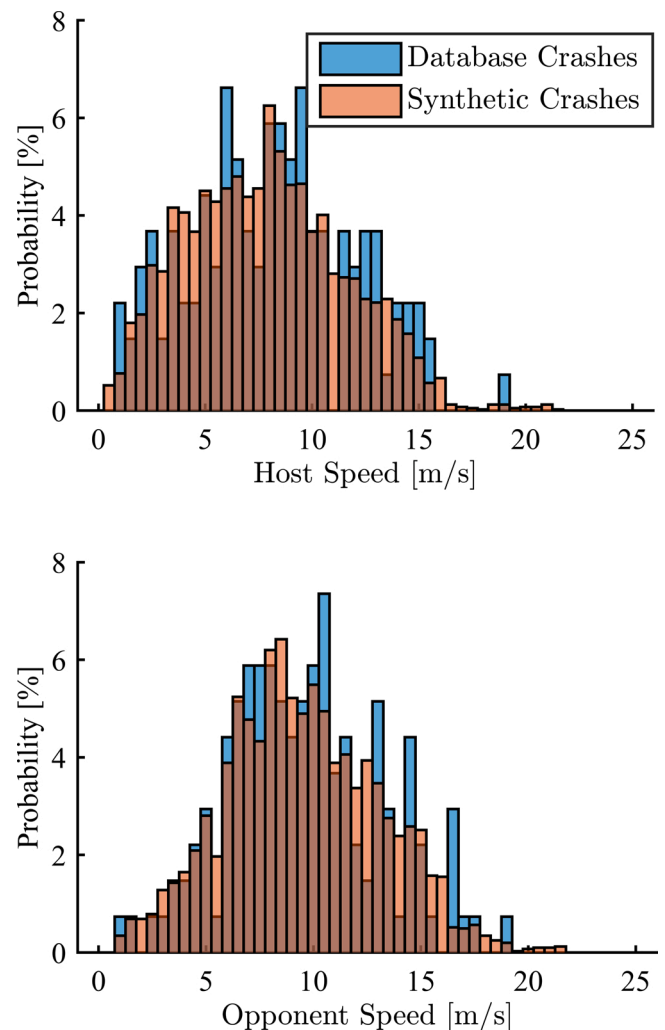 8
Database Crashes
Synthetic Crashes
6
4
2
0
Probability [%]
0 5 10 15 20 25
Host Speed [m/s]
8
6
4
2
0
Probability [%]
0 5 10 15 20 25
Opponent Speed [m/s]